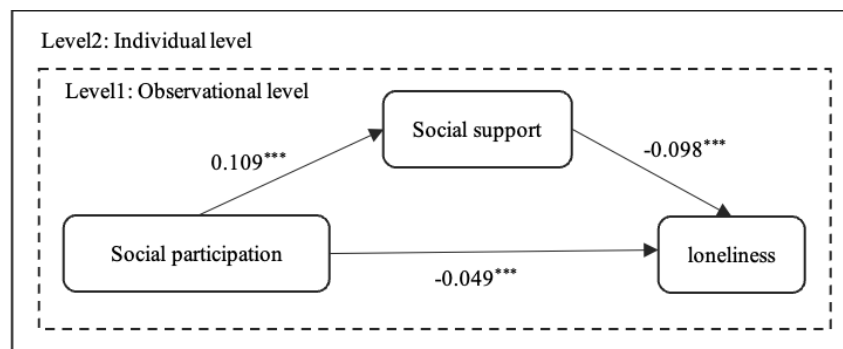 Level2: Individual level
Level1: Observational level
Social support
0.109***
-0.098***
Social participation
loneliness
-0.049***